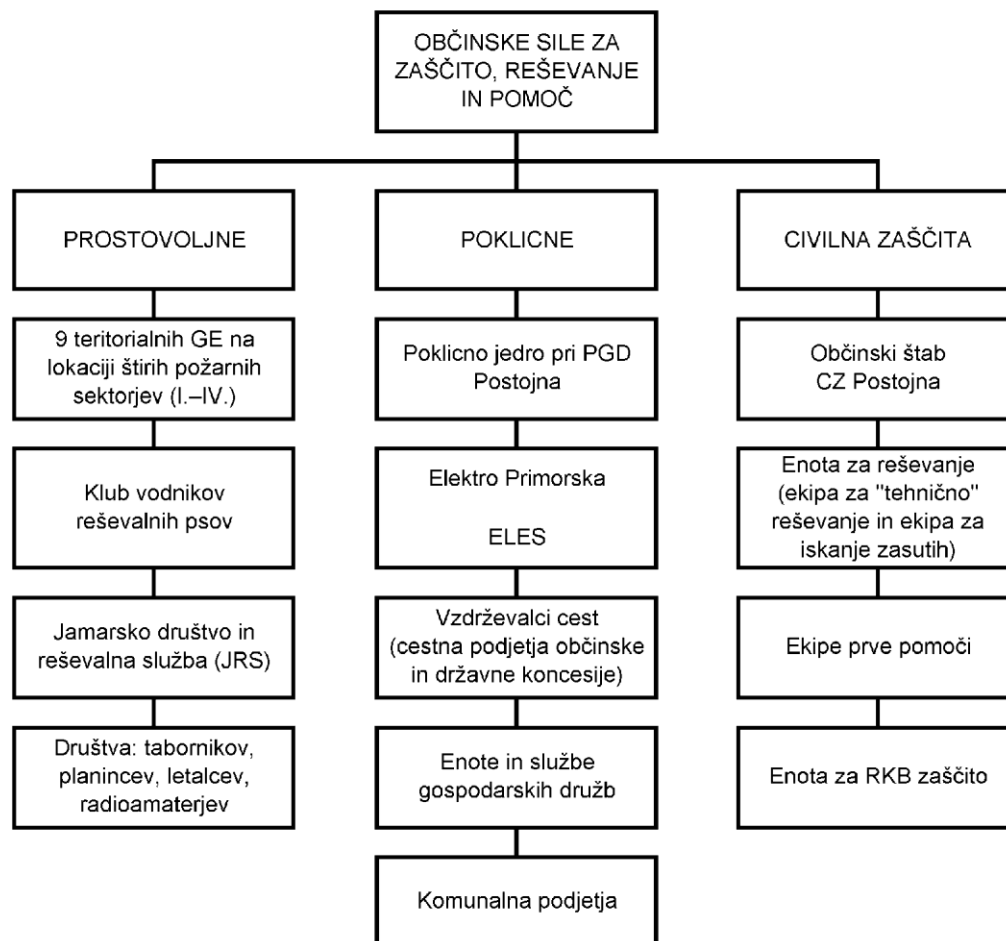 OBČINSKE SILE ZA
ZAŠČITO, REŠEVANJE
IN POMOČ
PROSTOVOLJNE
9 teritorialnih GE na
lokaciji štirih požarnih
sektorjev (I.–IV.)
Klub vodnikov
reševalnih psov
Jamarsko društvo in
reševalna služba (JRS)
Društva: tabornikov,
planincev, letalcev,
radioamaterjev
POKLICNE
Poklicno jedro pri PGD
Postojna
Elektro Primorska
ELES
Vzdrževalci cest
(cestna podjetja občinske
in državne koncesije)
Enote in službe
gospodarskih družb
Komunalna podjetja
CIVILNA ZAŠČITA
Občinski štab
CZ Postojna
Enota za reševanje
(ekipa za "tehnično"
reševanje in ekipa za
iskanje zasutih)
Ekipe prve pomoči
Enota za RKB zaščito